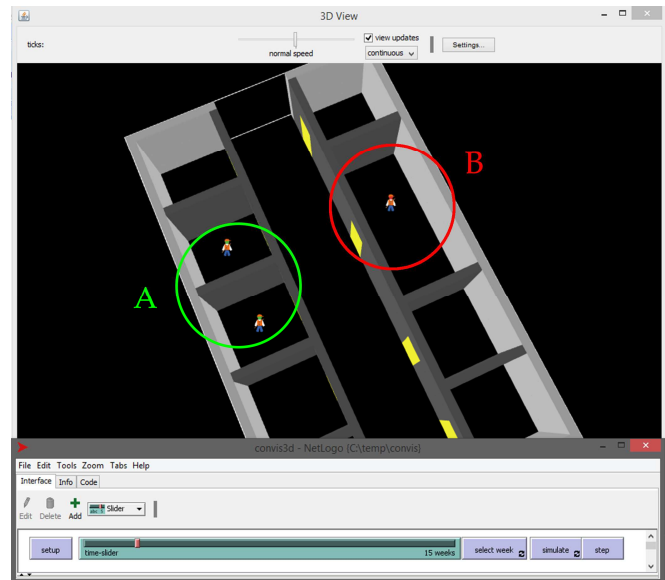 3D View
ticks:
normal speed
view updates
continuous
Settings...
B
A
convis3d - NetLogo {C:\temp\convis}
File Edit Tools Zoom Tabs Help
Interface Info Code
Edit Delete Add
abc Slider
setup
time-slider 15 weeks
select week
simulate
step